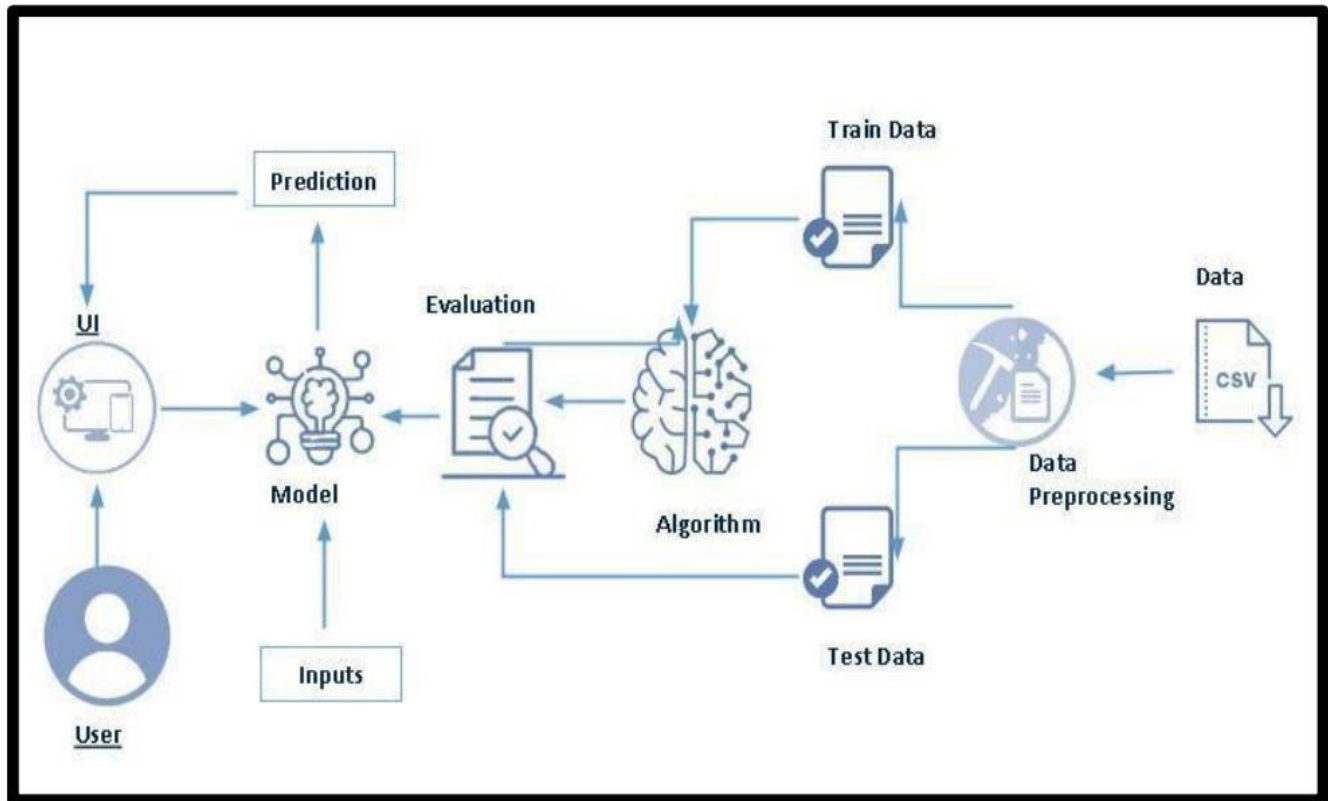 Train Data
Prediction
Data
Evaluation
UI
CSV
Data
Preprocessing
Model
Algorithm
Test Data
Inputs
User